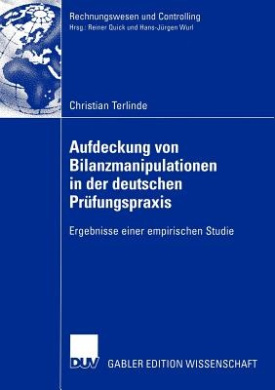 Rechnungswesen und Controlling
Hrsg.: Reiner Quick und Hans-Jürgen Wurl
Christian Terlinde
Aufdeckung von
Bilanzmanipulationen
in der deutschen
Prüfungspraxis
Ergebnisse einer empirischen Studie
DUV
GABLER EDITION WISSENSCHAFT